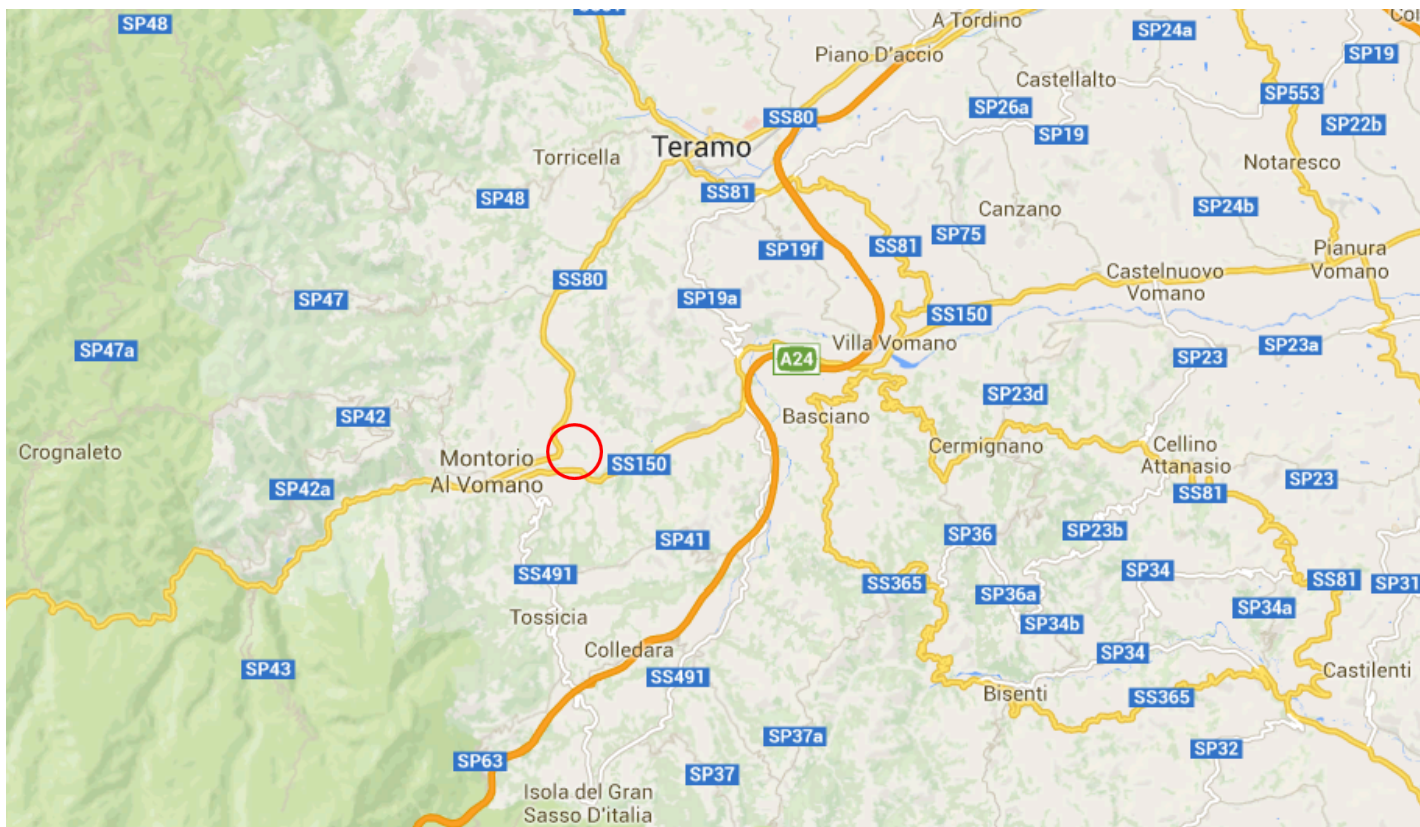 SP48
A Tordino
SP24a
Piano D'accio
SP19
Castellalto
SP553
SP26a
SS80
SP22b
SP19
Teramo
Torricella
Notaresco
SS81
SP48
Canzano
SP24b
SP75
SS81
SP19f
Pianura
Vomano
Castelnuovo
Vomano
SS80
SP47
SP19a
SS150
Villa Vomano
SP23a
SP47a
A24
SP23
SP23d
SP42
Basciano
Cermignano
Cellino
Attanasio
Crognaleto
Montorio
Al Vomano
SS150
SP42a
SP23
SS81
SP36
SP23b
SP41
SS491
SP34
SS365
SS81
SP31
SP36a
SP34a
Tossicia
SP34b
Colledara
SP34
SP43
SS491
Castilenti
Bisenti
SS365
SP37a
SP32
SP63
SP37
Isola del Gran
Sasso D'italia